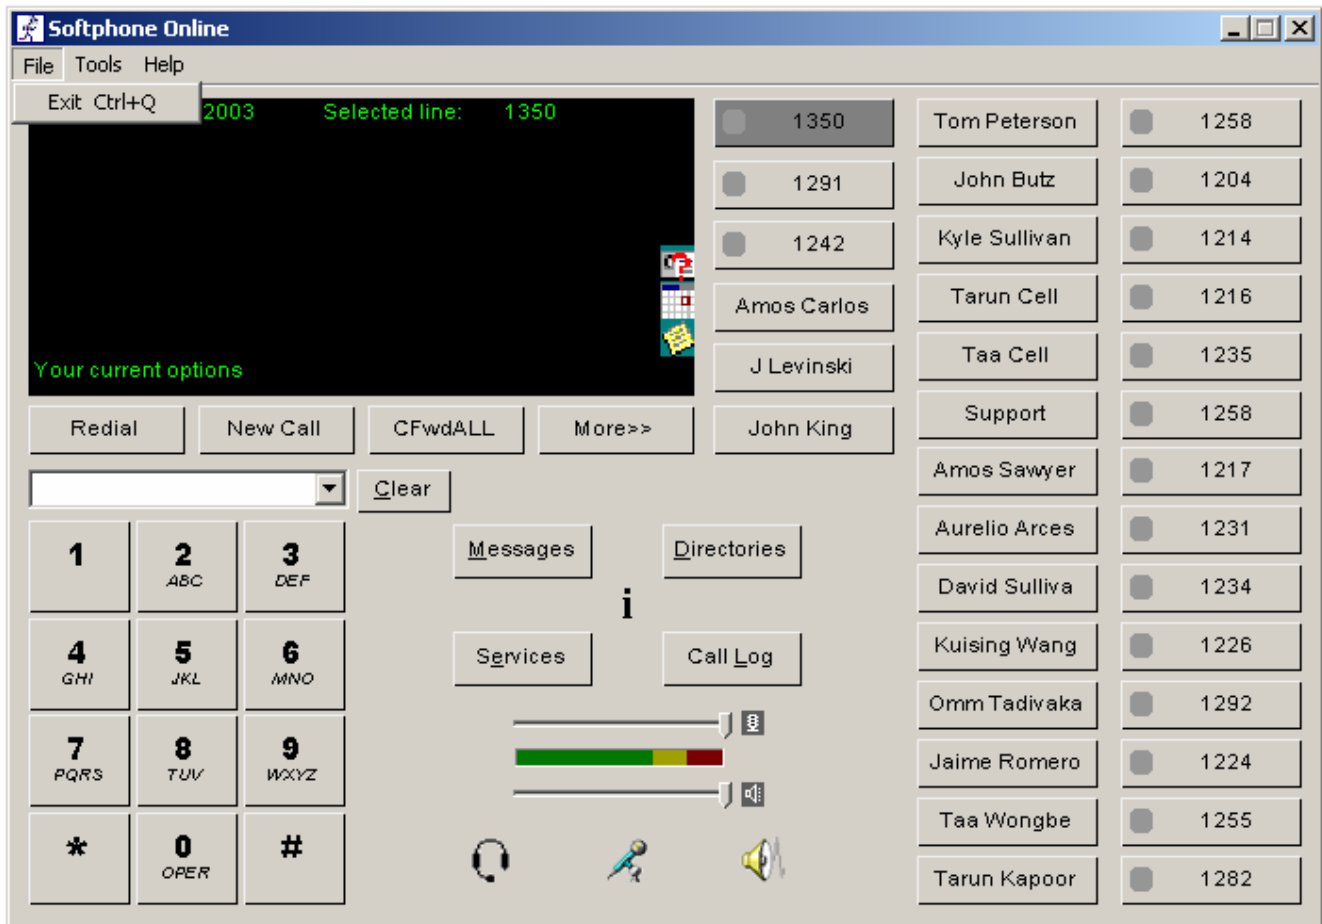 Softphone Online
File Tools Help
Exit Ctrl+Q
2003 Selected line: 1350
Your current options
Redial New Call CFwdALL More>>
Clear
1
2 ABC
3 DEF
4 GHI
5 JKL
6 MNO
7 PQRS
8 TUV
9 WXYZ
*
0 OPER
#
Messages Directories
i
Services Call Log
1350
1291
1242
Amos Carlos
J Levinski
John King
Tom Peterson 1258
John Butz 1204
Kyle Sullivan 1214
Tarun Cell 1216
Taa Cell 1235
Support 1258
Amos Sawyer 1217
Aurelio Arces 1231
David Sulliva 1234
Kuising Wang 1226
Omm Tadivaka 1292
Jaime Romero 1224
Taa Wongbe 1255
Tarun Kapoor 1282